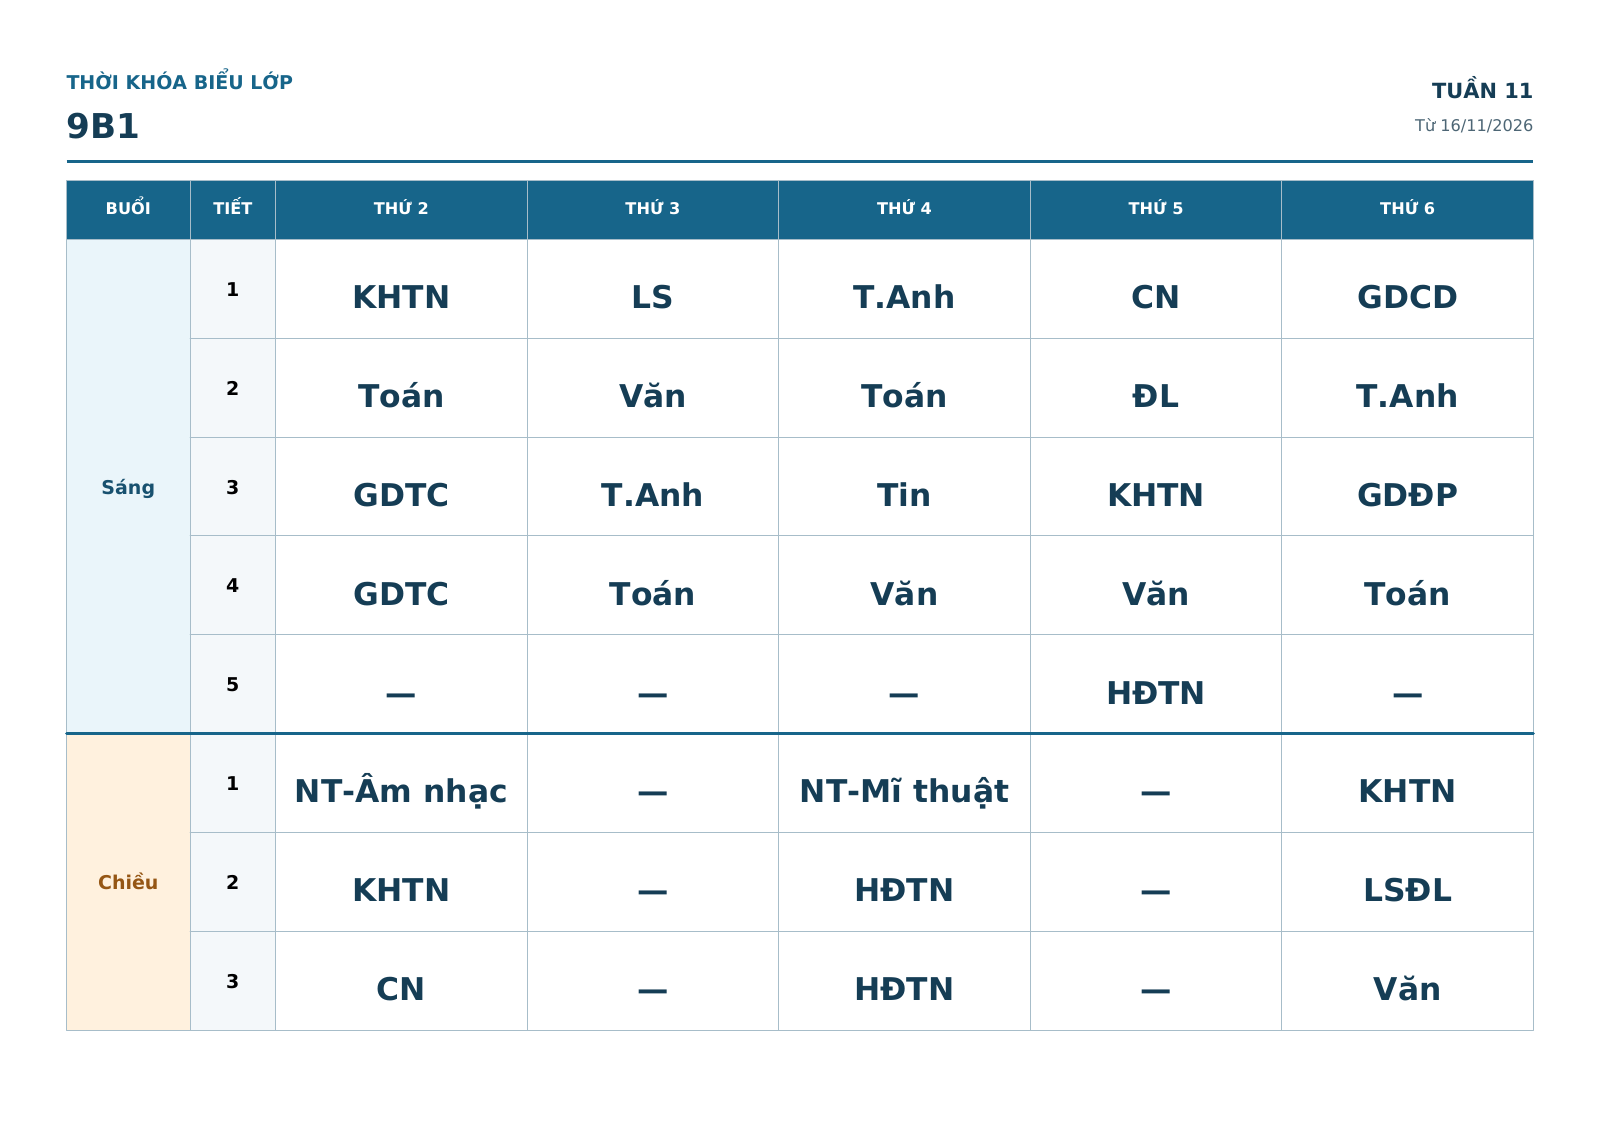 THỜI KHÓA BIỂU LỚP
9B1
TUẦN 11
Từ 16/11/2026
BUỔI TIẾT THỨ 2 THỨ 3 THỨ 4 THỨ 5 THỨ 6
Sáng
1 KHTN LS T.Anh CN GDCD
2 Toán Văn Toán ĐL T.Anh
3 GDTC T.Anh Tin KHTN GDĐP
4 GDTC Toán Văn Văn Toán
5 — — — HĐTN —
Chiều
1 NT-Âm nhạc — NT-Mĩ thuật — KHTN
2 KHTN — HĐTN — LSĐL
3 CN — HĐTN — Văn